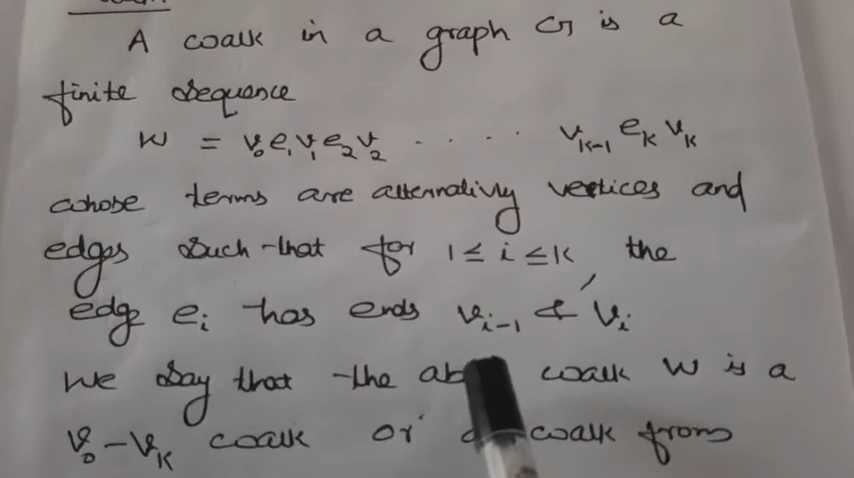 A walk in a graph G is a
finite sequence
W = v₀e₁v₁e₂v₂ . . . . . vₖ₋₁ eₖ vₖ
whose terms are alternativly vertices and
edges such that for 1 ≤ i ≤ k the
edge eᵢ has ends vᵢ₋₁ & vᵢ
We say that the walk W is a
v₀ – vₖ walk or walk from